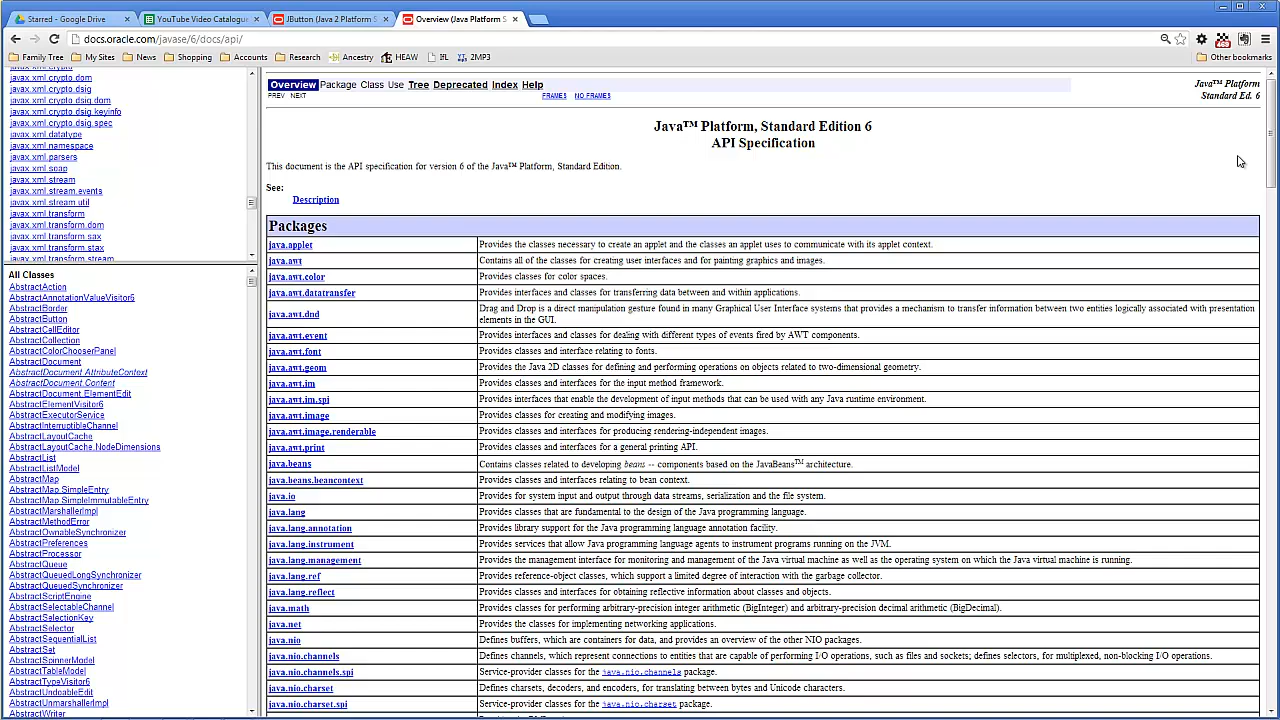 Starred - Google Drive
YouTube Video Catalogue
JButton (Java 2 Platform S
Overview (Java Platform S
docs.oracle.com/javase/6/docs/api/
Family Tree
My Sites
News
Shopping
Accounts
Research
Ancestry
HEAW
IfL
2MP3
Other bookmarks
javax.xml.crypto
javax.xml.crypto.dom
javax.xml.crypto.dsig
javax.xml.crypto.dsig.dom
javax.xml.crypto.dsig.keyinfo
javax.xml.crypto.dsig.spec
javax.xml.datatype
javax.xml.namespace
javax.xml.parsers
javax.xml.soap
javax.xml.stream
javax.xml.stream.events
javax.xml.stream.util
javax.xml.transform
javax.xml.transform.dom
javax.xml.transform.sax
javax.xml.transform.stax
javax.xml.transform.stream
All Classes
AbstractAction
AbstractAnnotationValueVisitor6
AbstractBorder
AbstractButton
AbstractCellEditor
AbstractCollection
AbstractColorChooserPanel
AbstractDocument
AbstractDocument.AttributeContext
AbstractDocument.Content
AbstractDocument.ElementEdit
AbstractElementVisitor6
AbstractExecutorService
AbstractInterruptibleChannel
AbstractLayoutCache
AbstractLayoutCache.NodeDimensions
AbstractList
AbstractListModel
AbstractMap
AbstractMap.SimpleEntry
AbstractMap.SimpleImmutableEntry
AbstractMarshallerImpl
AbstractMethodError
AbstractOwnableSynchronizer
AbstractPreferences
AbstractProcessor
AbstractQueue
AbstractQueuedLongSynchronizer
AbstractQueuedSynchronizer
AbstractScriptEngine
AbstractSelectableChannel
AbstractSelectionKey
AbstractSelector
AbstractSequentialList
AbstractSet
AbstractSpinnerModel
AbstractTableModel
AbstractTypeVisitor6
AbstractUndoableEdit
AbstractUnmarshallerImpl
AbstractWriter
Overview Package Class Use Tree Deprecated Index Help
PREV NEXT
FRAMES NO FRAMES
Java™ Platform
Standard Ed. 6
Java™ Platform, Standard Edition 6
API Specification
This document is the API specification for version 6 of the Java™ Platform, Standard Edition.
See:
Description
Packages
java.applet Provides the classes necessary to create an applet and the classes an applet uses to communicate with its applet context.
java.awt Contains all of the classes for creating user interfaces and for painting graphics and images.
java.awt.color Provides classes for color spaces.
java.awt.datatransfer Provides interfaces and classes for transferring data between and within applications.
java.awt.dnd Drag and Drop is a direct manipulation gesture found in many Graphical User Interface systems that provides a mechanism to transfer information between two entities logically associated with presentation
elements in the GUI.
java.awt.event Provides interfaces and classes for dealing with different types of events fired by AWT components.
java.awt.font Provides classes and interface relating to fonts.
java.awt.geom Provides the Java 2D classes for defining and performing operations on objects related to two-dimensional geometry.
java.awt.im Provides classes and interfaces for the input method framework.
java.awt.im.spi Provides interfaces that enable the development of input methods that can be used with any Java runtime environment.
java.awt.image Provides classes for creating and modifying images.
java.awt.image.renderable Provides classes and interfaces for producing rendering-independent images.
java.awt.print Provides classes and interfaces for a general printing API.
java.beans Contains classes related to developing beans -- components based on the JavaBeans™ architecture.
java.beans.beancontext Provides classes and interfaces relating to bean context.
java.io Provides for system input and output through data streams, serialization and the file system.
java.lang Provides classes that are fundamental to the design of the Java programming language.
java.lang.annotation Provides library support for the Java programming language annotation facility.
java.lang.instrument Provides services that allow Java programming language agents to instrument programs running on the JVM.
java.lang.management Provides the management interface for monitoring and management of the Java virtual machine as well as the operating system on which the Java virtual machine is running.
java.lang.ref Provides reference-object classes, which support a limited degree of interaction with the garbage collector.
java.lang.reflect Provides classes and interfaces for obtaining reflective information about classes and objects.
java.math Provides classes for performing arbitrary-precision integer arithmetic (BigInteger) and arbitrary-precision decimal arithmetic (BigDecimal).
java.net Provides the classes for implementing networking applications.
java.nio Defines buffers, which are containers for data, and provides an overview of the other NIO packages.
java.nio.channels Defines channels, which represent connections to entities that are capable of performing I/O operations, such as files and sockets; defines selectors, for multiplexed, non-blocking I/O operations.
java.nio.channels.spi Service-provider classes for the java.nio.channels package.
java.nio.charset Defines charsets, decoders, and encoders, for translating between bytes and Unicode characters.
java.nio.charset.spi Service-provider classes for the java.nio.charset package.